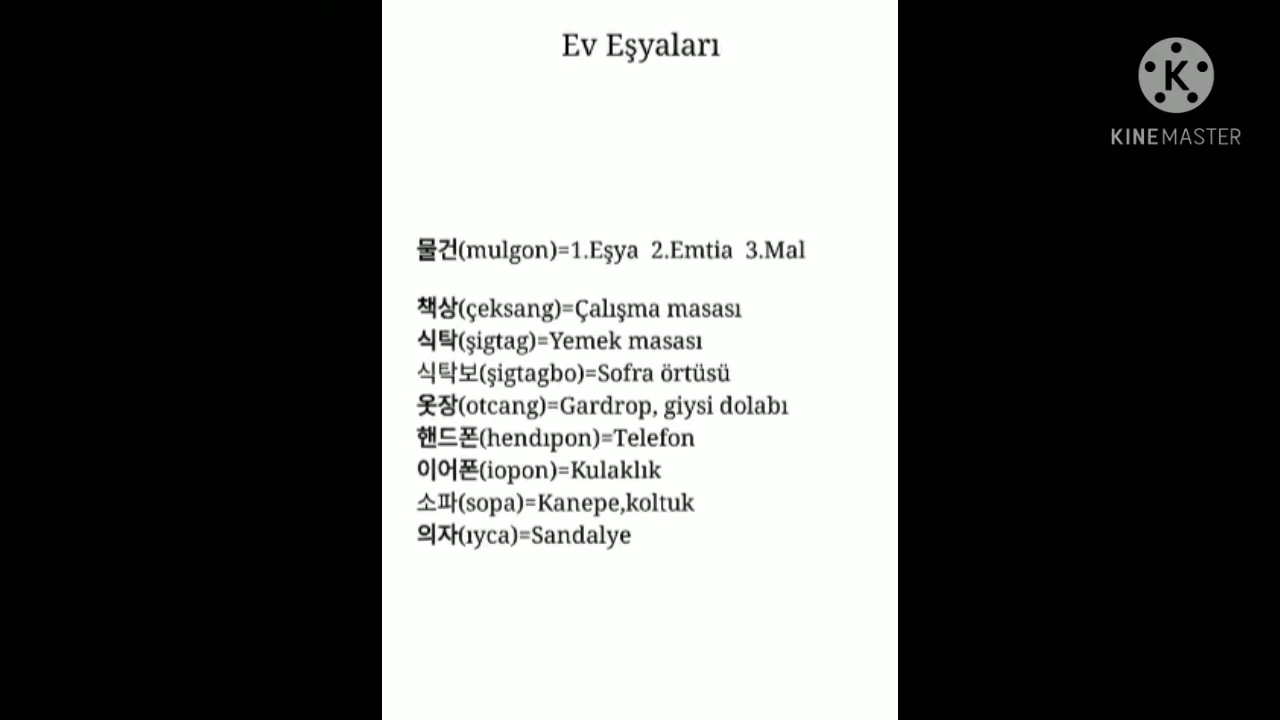 Ev Eşyaları
KINEMASTER
물건(mulgon)=1.Eşya 2.Emtia 3.Mal
책상(çeksang)=Çalışma masası
식탁(şigtag)=Yemek masası
식탁보(şigtagbo)=Sofra örtüsü
옷장(otcang)=Gardrop, giysi dolabı
핸드폰(hendıpon)=Telefon
이어폰(iopon)=Kulaklık
소파(sopa)=Kanepe,koltuk
의자(ıyca)=Sandalye